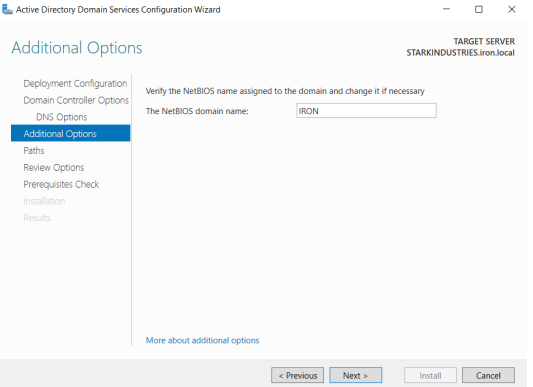 Active Directory Domain Services Configuration Wizard
Additional Options
TARGET SERVER
STARKINDUSTRIES.iron.local
Deployment Configuration
Domain Controller Options
DNS Options
Additional Options
Paths
Review Options
Prerequisites Check
Installation
Results
Verify the NetBIOS name assigned to the domain and change it if necessary
The NetBIOS domain name: IRON
More about additional options
< Previous Next > Install Cancel